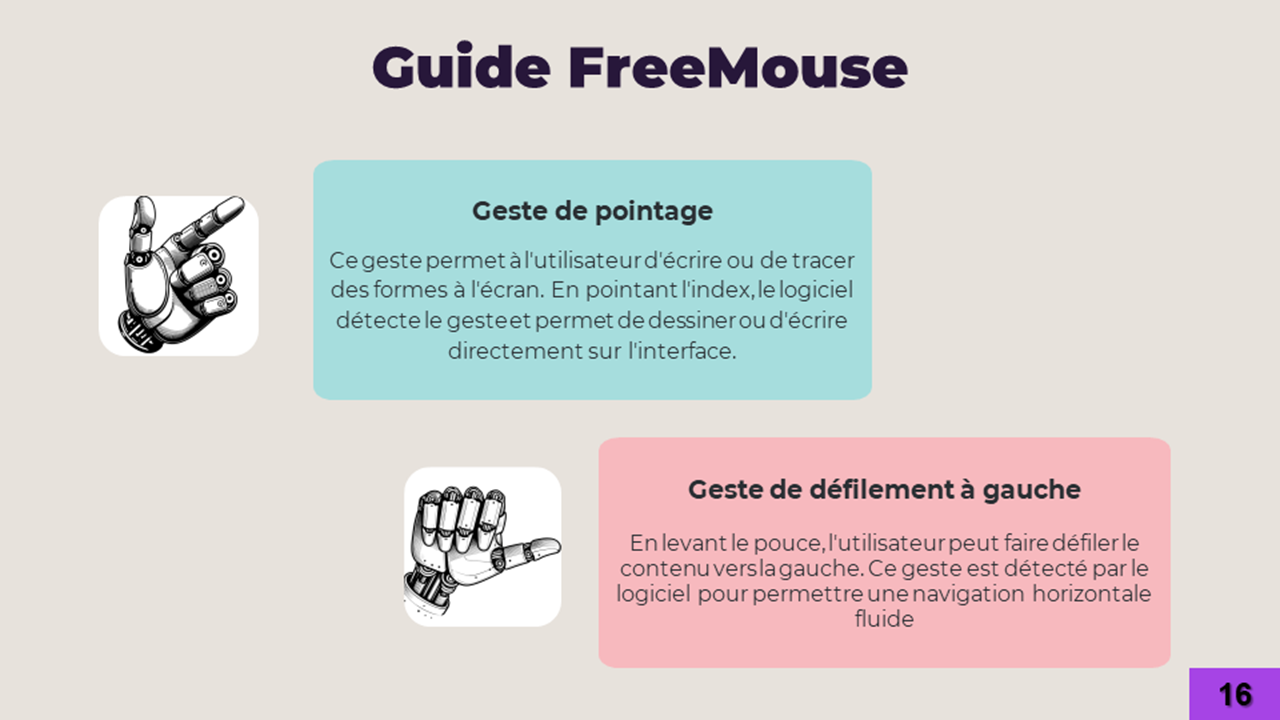 Guide FreeMouse
Geste de pointage
Ce geste permet à l'utilisateur d'écrire ou de tracer
des formes à l'écran. En pointant l'index, le logiciel
détecte le geste et permet de dessiner ou d'écrire
directement sur l'interface.
Geste de défilement à gauche
En levant le pouce, l'utilisateur peut faire défiler le
contenu vers la gauche. Ce geste est détecté par le
logiciel pour permettre une navigation horizontale
fluide
16